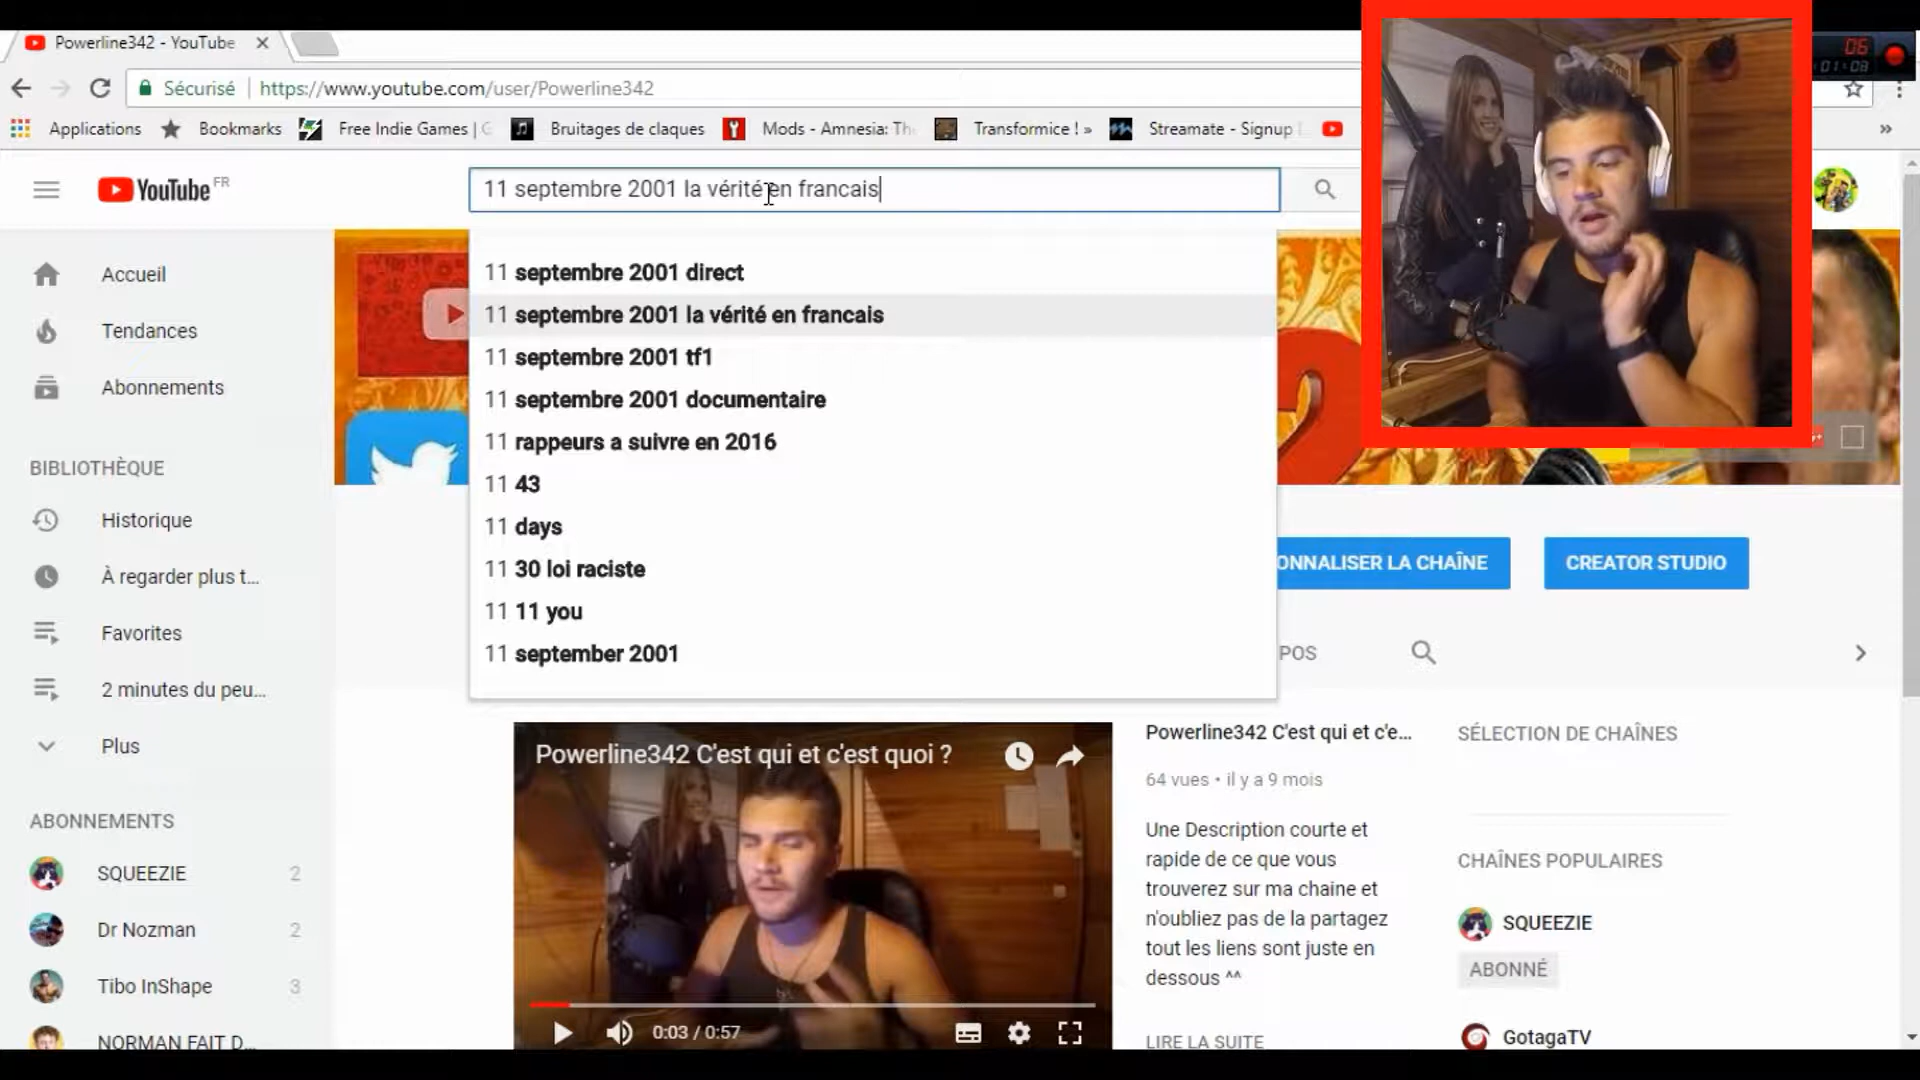 Powerline342 - YouTube
06
01:08
Sécurisé
https://www.youtube.com/user/Powerline342
Applications
Bookmarks
Free Indie Games |
Bruitages de claques
Mods - Amnesia:
Transformice ! »
Streamate - Signup
»
YouTube FR
11 septembre 2001 la vérité en francais
11 septembre 2001 direct
11 septembre 2001 la vérité en francais
11 septembre 2001 tf1
11 septembre 2001 documentaire
11 rappeurs a suivre en 2016
11 43
11 days
11 30 loi raciste
11 11 you
11 september 2001
Accueil
Tendances
Abonnements
BIBLIOTHÈQUE
Historique
À regarder plus t...
Favorites
2 minutes du peu...
Plus
ABONNEMENTS
SQUEEZIE 2
Dr Nozman 2
Tibo InShape 3
NORMAN FAIT D...
ONNALISER LA CHAÎNE
CREATOR STUDIO
POS
Powerline342 C'est qui et c'est quoi ?
0:03 / 0:57
Powerline342 C'est qui et c'e...
64 vues • il y a 9 mois
Une Description courte et
rapide de ce que vous
trouverez sur ma chaine et
n'oubliez pas de la partagez
tout les liens sont juste en
dessous ^^
LIRE LA SUITE
SÉLECTION DE CHAÎNES
CHAÎNES POPULAIRES
SQUEEZIE
ABONNÉ
GotagaTV